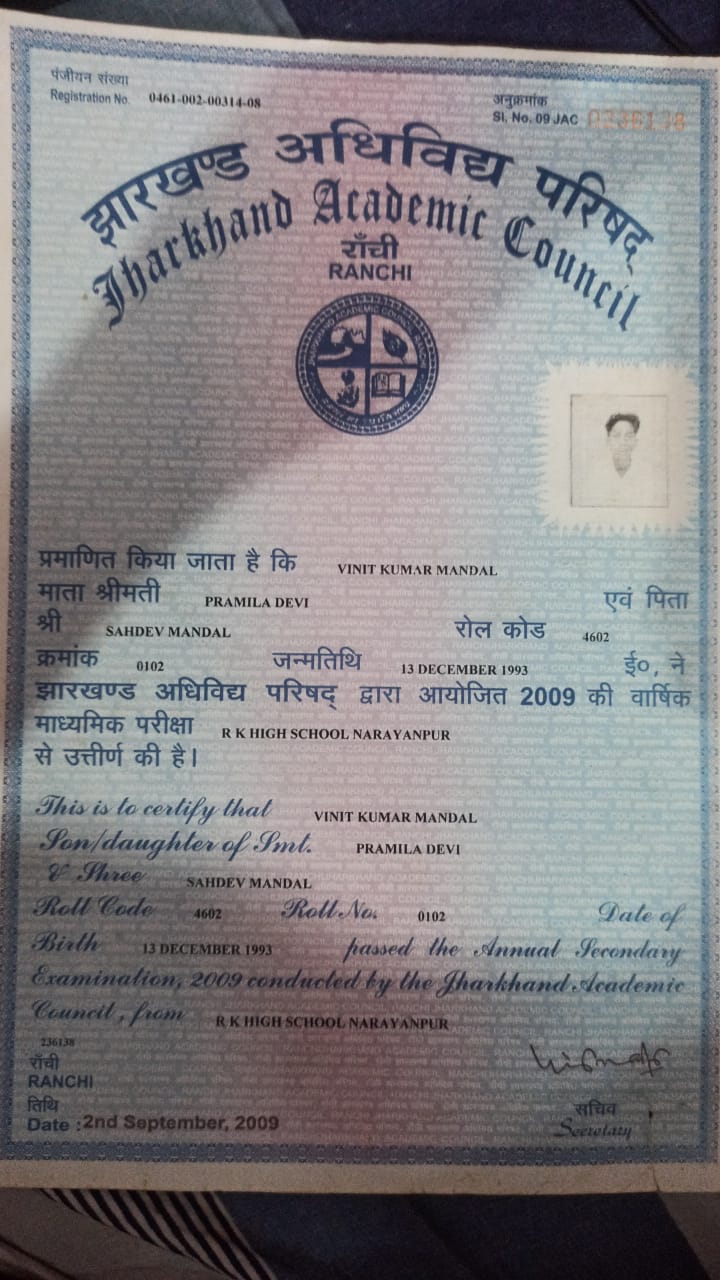 पंजीयन संख्या
Registration No. 0461-002-00314-08
अनुक्रमांक
Sl. No. 09 JAC 0236138
झारखण्ड अधिविद्य परिषद्
Jharkhand Academic Council
राँची
RANCHI
JHARKHAND ACADEMIC COUNCIL
प्रमाणित किया जाता है कि VINIT KUMAR MANDAL
माता श्रीमती PRAMILA DEVI एवं पिता
श्री SAHDEV MANDAL रोल कोड 4602
क्रमांक 0102 जन्मतिथि 13 DECEMBER 1993 ई०, ने
झारखण्ड अधिविद्य परिषद् द्वारा आयोजित 2009 की वार्षिक
माध्यमिक परीक्षा R K HIGH SCHOOL NARAYANPUR
से उत्तीर्ण की है।
This is to certify that VINIT KUMAR MANDAL
Son/daughter of Smt. PRAMILA DEVI
& Shree SAHDEV MANDAL
Roll Code 4602 Roll No. 0102 Date of
Birth 13 DECEMBER 1993 passed the Annual Secondary
Examination, 2009 conducted by the Jharkhand Academic
Council, from R K HIGH SCHOOL NARAYANPUR
236138
राँची
RANCHI
तिथि
Date : 2nd September, 2009
सचिव
Secretary